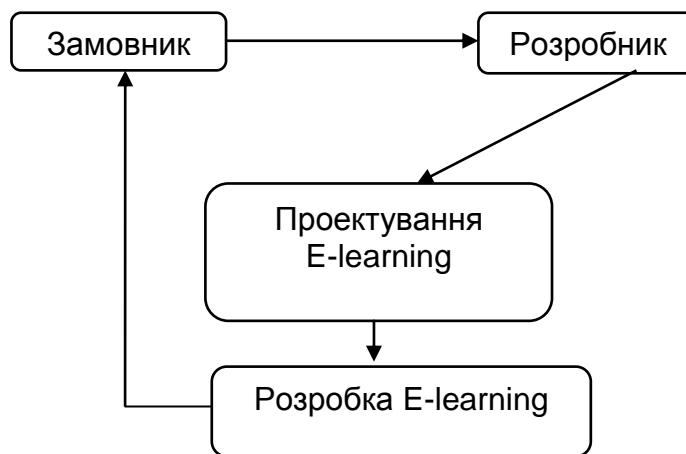 Замовник
Розробник
Проектування
E-learning
Розробка E-learning